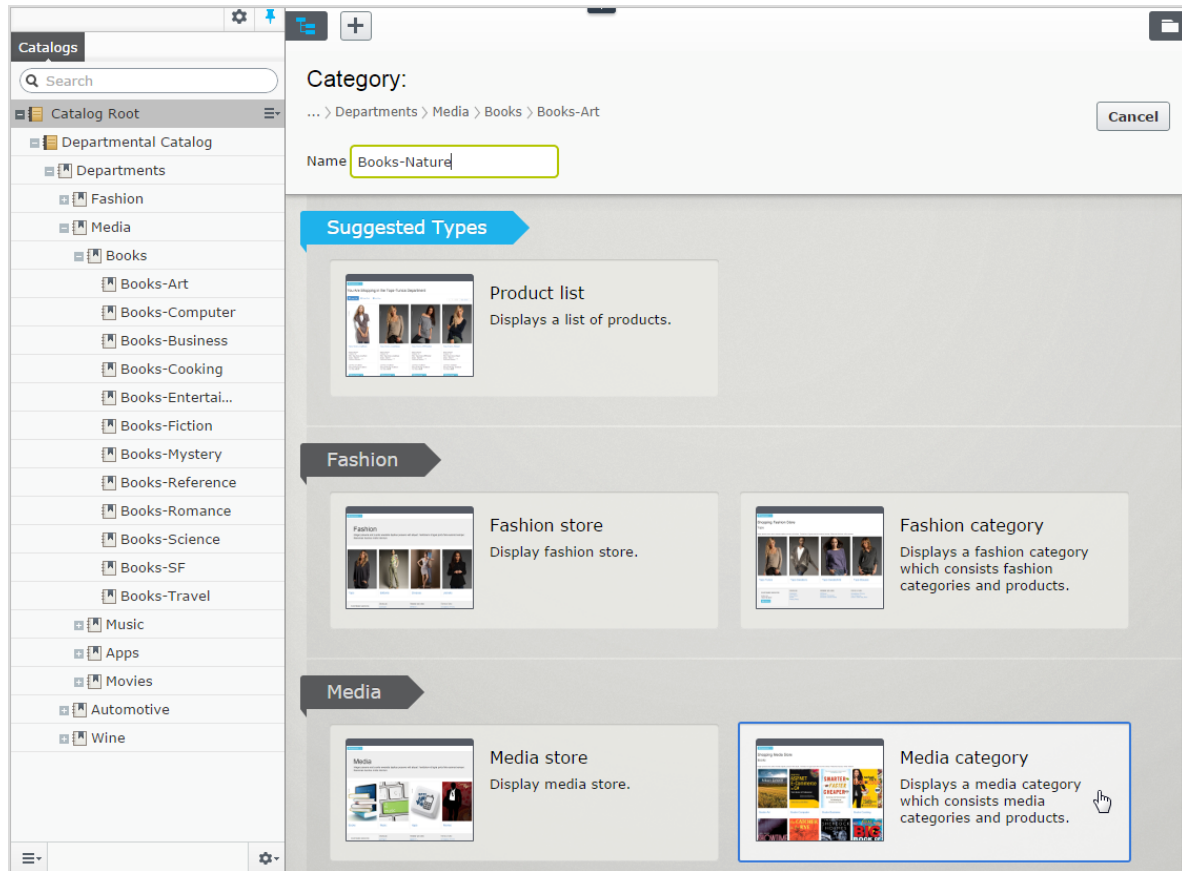 Catalogs
Search
Catalog Root
Departmental Catalog
Departments
Fashion
Media
Books
Books-Art
Books-Computer
Books-Business
Books-Cooking
Books-Entertai...
Books-Fiction
Books-Mystery
Books-Reference
Books-Romance
Books-Science
Books-SF
Books-Travel
Music
Apps
Movies
Automotive
Wine
Category:
... > Departments > Media > Books > Books-Art
Cancel
Name Books-Nature
Suggested Types
Product list
Displays a list of products.
Fashion
Fashion store
Display fashion store.
Fashion category
Displays a fashion category
which consists fashion
categories and products.
Media
Media store
Display media store.
Media category
Displays a media category
which consists media
categories and products.